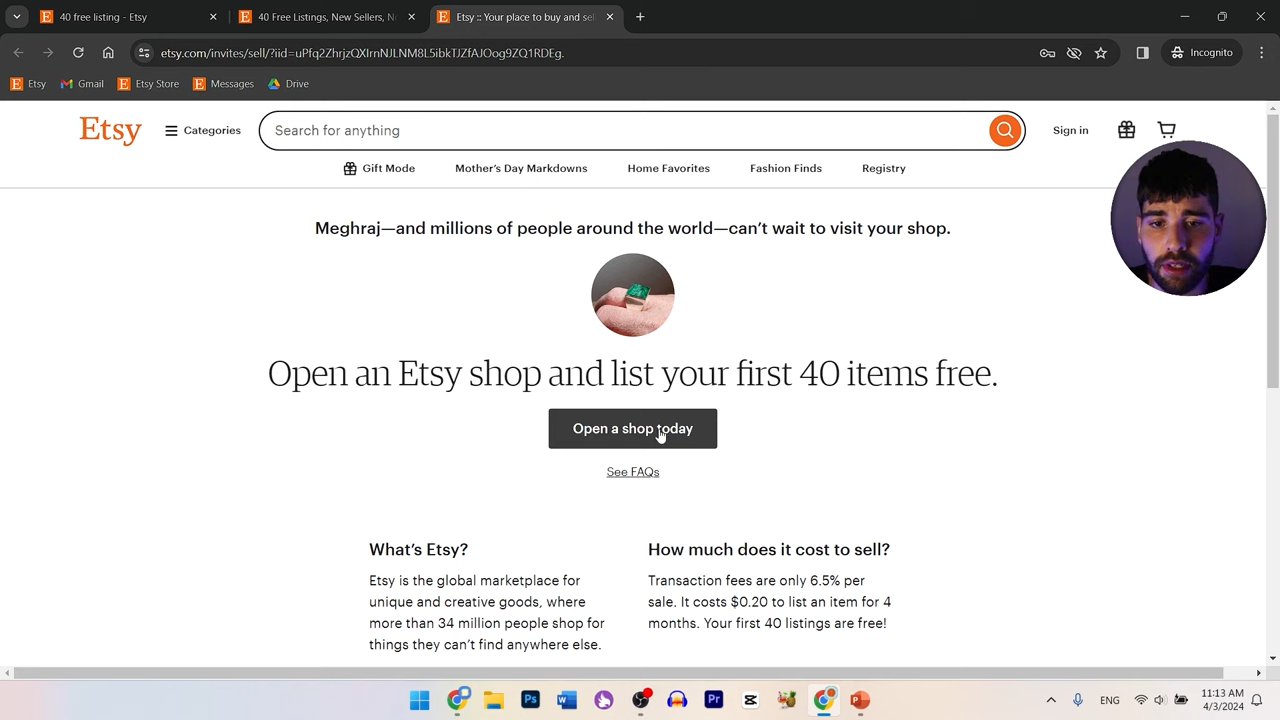 40 free listing - Etsy
40 Free Listings, New Sellers, N
Etsy :: Your place to buy and sel
etsy.com/invites/sell/?iid=uPfq2ZhrjzQXIrnNJLNM8L5ibkTJZfAJOog9ZQ1RDEg.
Incognito
Etsy
Gmail
Etsy Store
Messages
Drive
Etsy
Categories
Search for anything
Sign in
Gift Mode
Mother's Day Markdowns
Home Favorites
Fashion Finds
Registry
Meghraj—and millions of people around the world—can't wait to visit your shop.
Open an Etsy shop and list your first 40 items free.
Open a shop today
See FAQs
What's Etsy?
Etsy is the global marketplace for
unique and creative goods, where
more than 34 million people shop for
things they can't find anywhere else.
How much does it cost to sell?
Transaction fees are only 6.5% per
sale. It costs $0.20 to list an item for 4
months. Your first 40 listings are free!
ENG
11:13 AM
4/3/2024